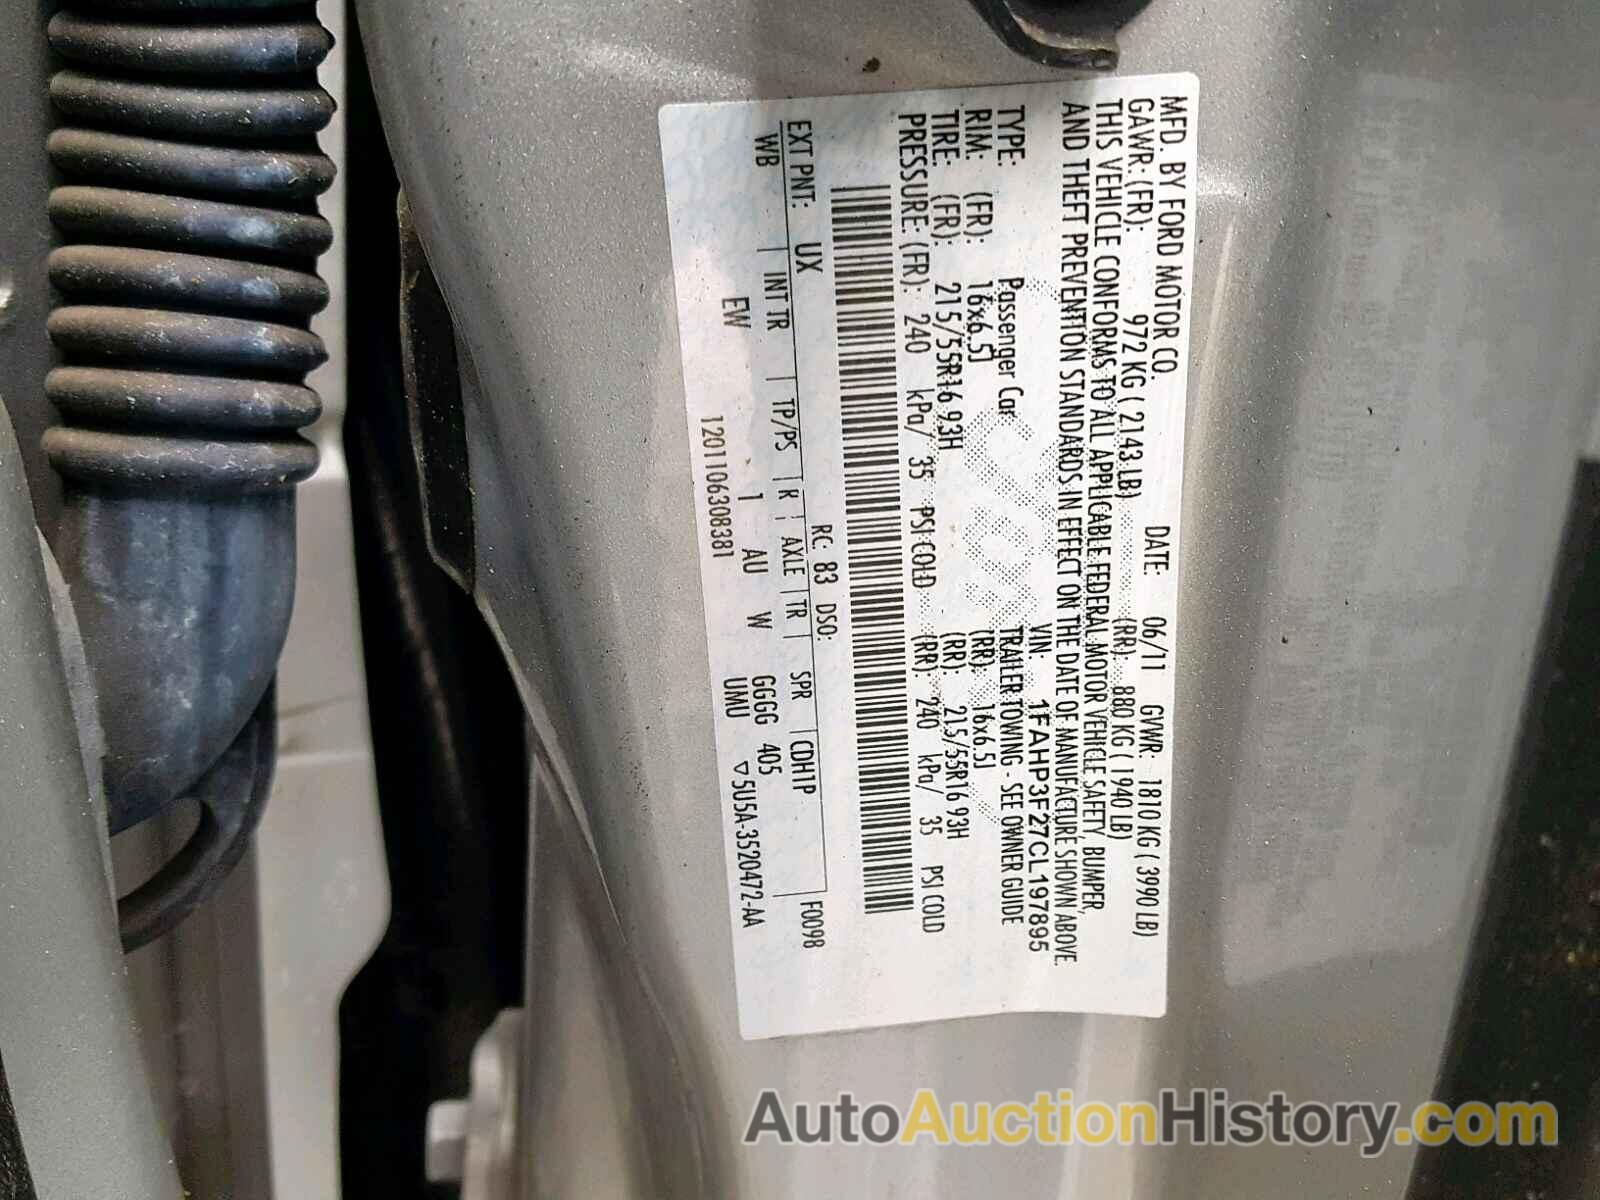 MFD. BY FORD MOTOR CO.
DATE: 06/11 GVWR: 1810 KG ( 3990 LB)
GAWR: (FR): 972 KG ( 2143 LB) (RR): 880 KG ( 1940 LB)
THIS VEHICLE CONFORMS TO ALL APPLICABLE FEDERAL MOTOR VEHICLE SAFETY, BUMPER,
AND THEFT PREVENTION STANDARDS IN EFFECT ON THE DATE OF MANUFACTURE SHOWN ABOVE.
VIN: 1FAHP3F27CL197895
TYPE: Passenger Car TRAILER TOWING - SEE OWNER GUIDE
RIM: (FR): 16x6.5J (RR): 16x6.5J
TIRE: (FR): 215/55R16 93H (RR): 215/55R16 93H
PRESSURE: (FR): 240 kPa/ 35 PSI COLD (RR): 240 kPa/ 35 PSI COLD
EXT PNT: UX RC: 83 DSO: F0098
WB INT TR TP/PS R AXLE TR SPR CDH1P
EW 1 AU W GGGG 405
1201106308381 UMU ▽5U5A-3520472-AA
AutoAuctionHistory.com